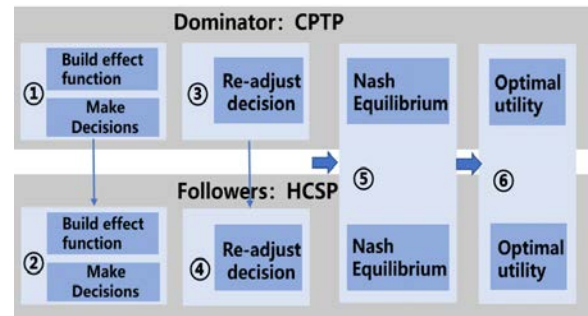 Dominator: CPTP
Build effect
function
①
Make
Decisions
③
Re-adjust
decision
Nash
Equilibrium
Optimal
utility
⑤
⑥
Followers: HCSP
Build effect
function
②
Make
Decisions
④
Re-adjust
decision
Nash
Equilibrium
Optimal
utility